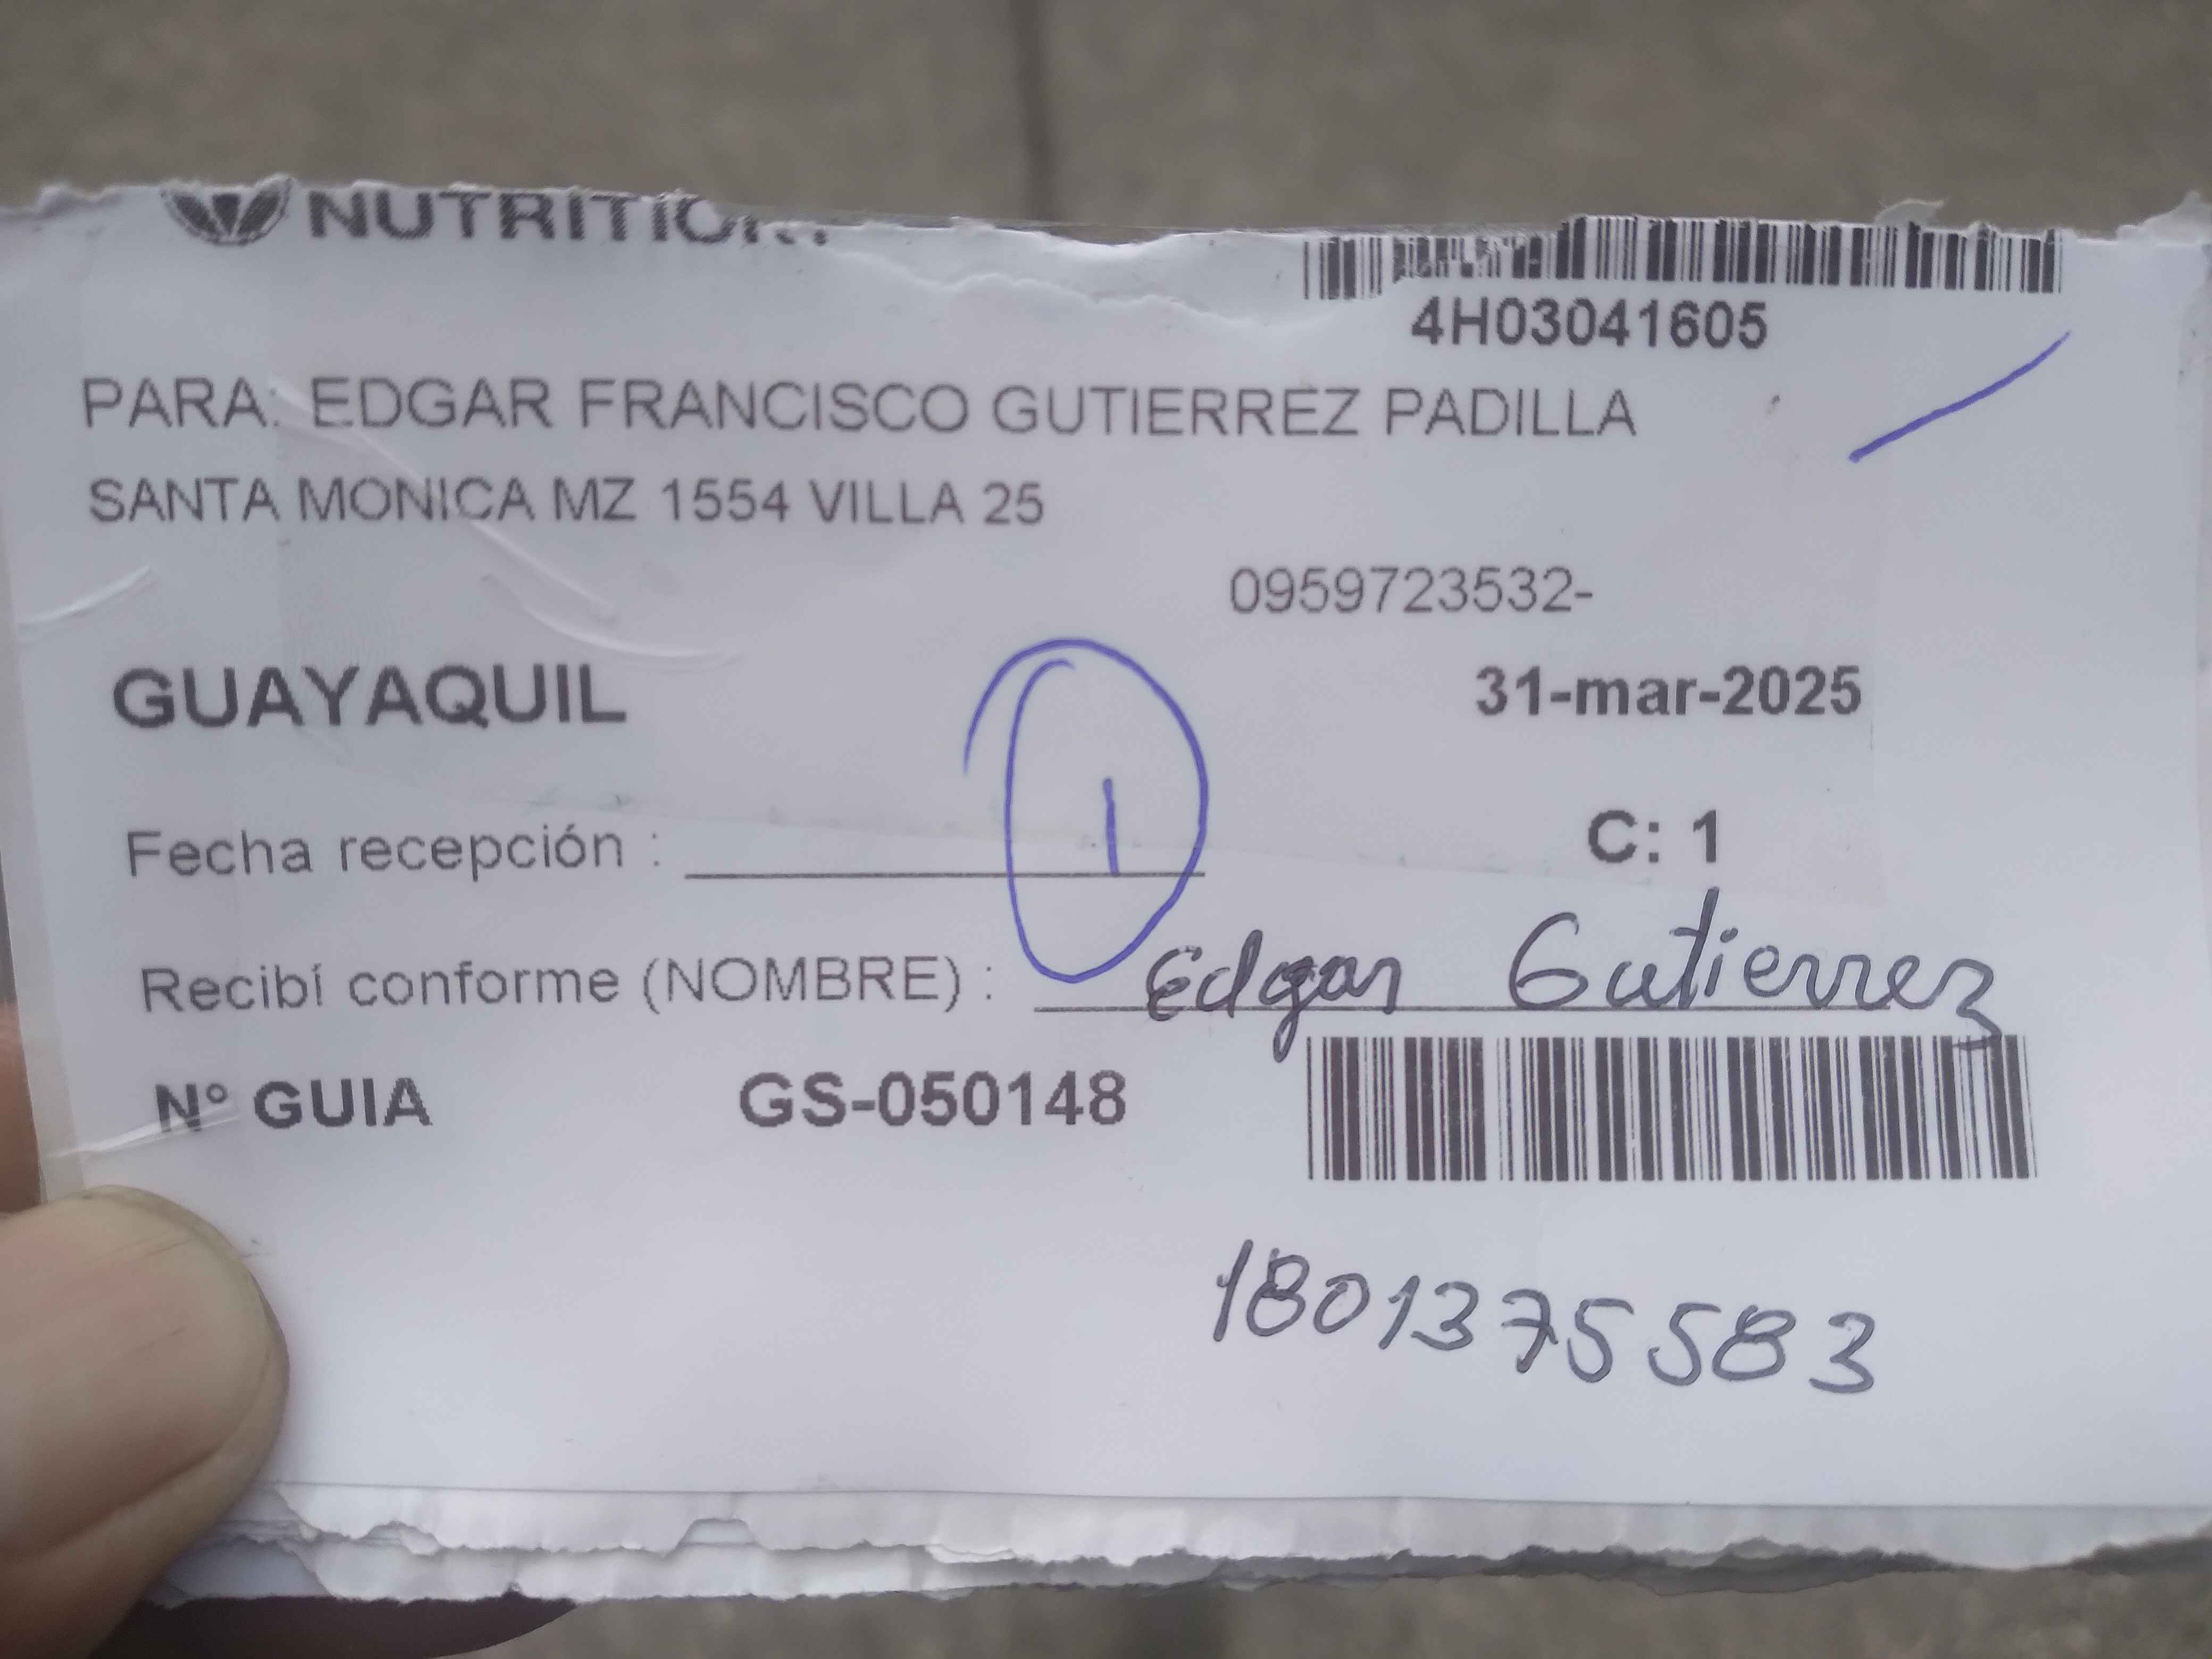 NUTRITION
4H03041605
PARA: EDGAR FRANCISCO GUTIERREZ PADILLA
SANTA MONICA MZ 1554 VILLA 25
0959723532-
GUAYAQUIL 31-mar-2025
1
Fecha recepción : C: 1
Recibí conforme (NOMBRE) : Edgar Gutierrez
N° GUIA GS-050148
1801375583